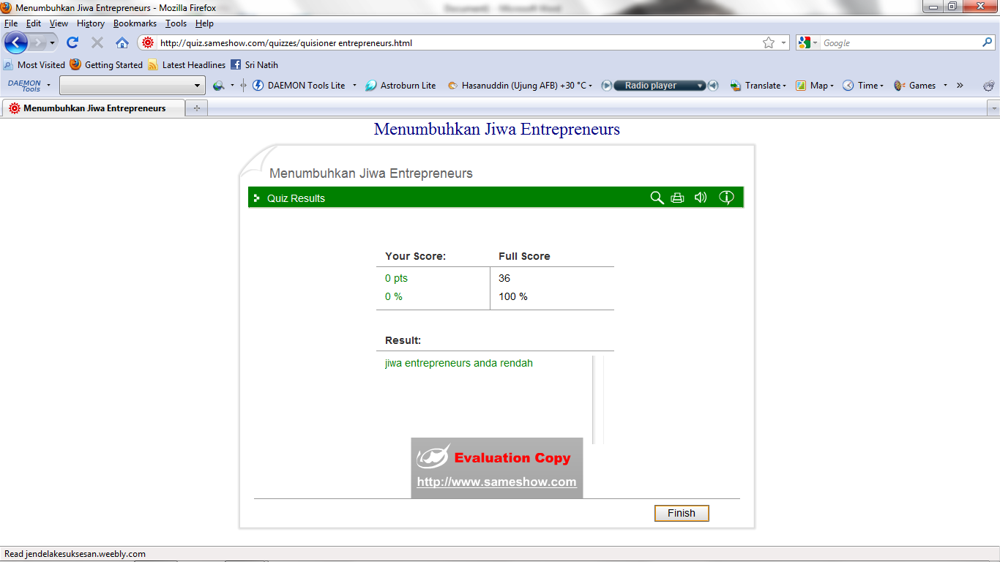 Menumbuhkan Jiwa Entrepreneurs - Mozilla Firefox
Document1 - Microsoft Word
File Edit View History Bookmarks Tools Help
http://quiz.sameshow.com/quizzes/quisioner entrepreneurs.html
Google
Most Visited Getting Started Latest Headlines Sri Natih
DAEMON Tools DAEMON Tools Lite Astroburn Lite Hasanuddin (Ujung AFB) +30 °C Radio player Translate Map Time Games »
Menumbuhkan Jiwa Entrepreneurs
Menumbuhkan Jiwa Entrepreneurs
Menumbuhkan Jiwa Entrepreneurs
Quiz Results
Your Score: Full Score
0 pts 36
0 % 100 %
Result:
jiwa entrepreneurs anda rendah
Evaluation Copy
http://www.sameshow.com
Finish
Read jendelakesuksesan.weebly.com